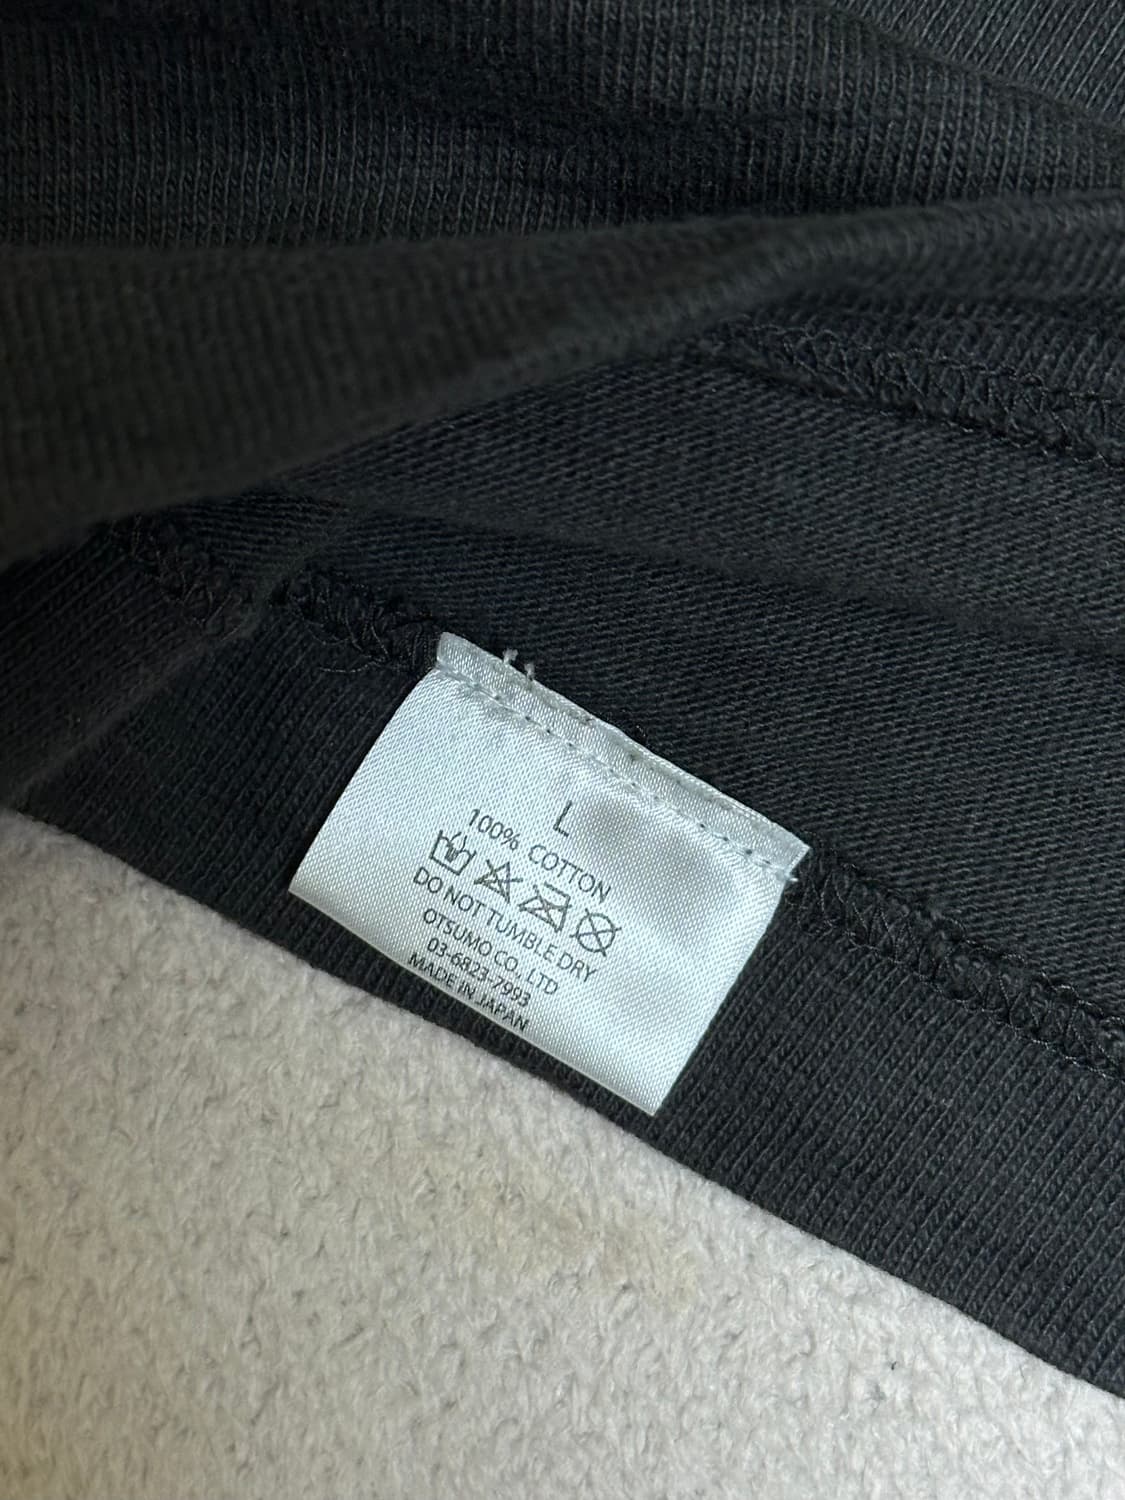 L
100% COTTON
DO NOT TUMBLE DRY
OTSUMO CO., LTD
03-6823-7993
MADE IN JAPAN